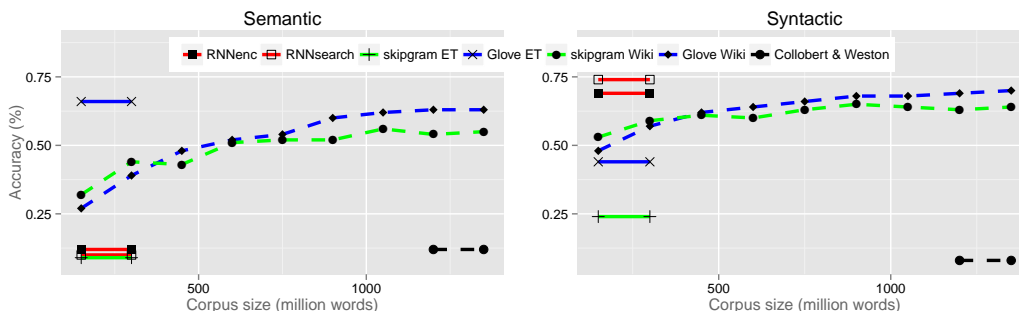 Semantic
Syntactic
RNNenc RNNsearch skipgram ET Glove ET skipgram Wiki Glove Wiki Collobert & Weston
Accuracy (%)
0.75
0.50
0.25
500 1000
Corpus size (million words)
0.75
0.50
0.25
500 1000
Corpus size (million words)